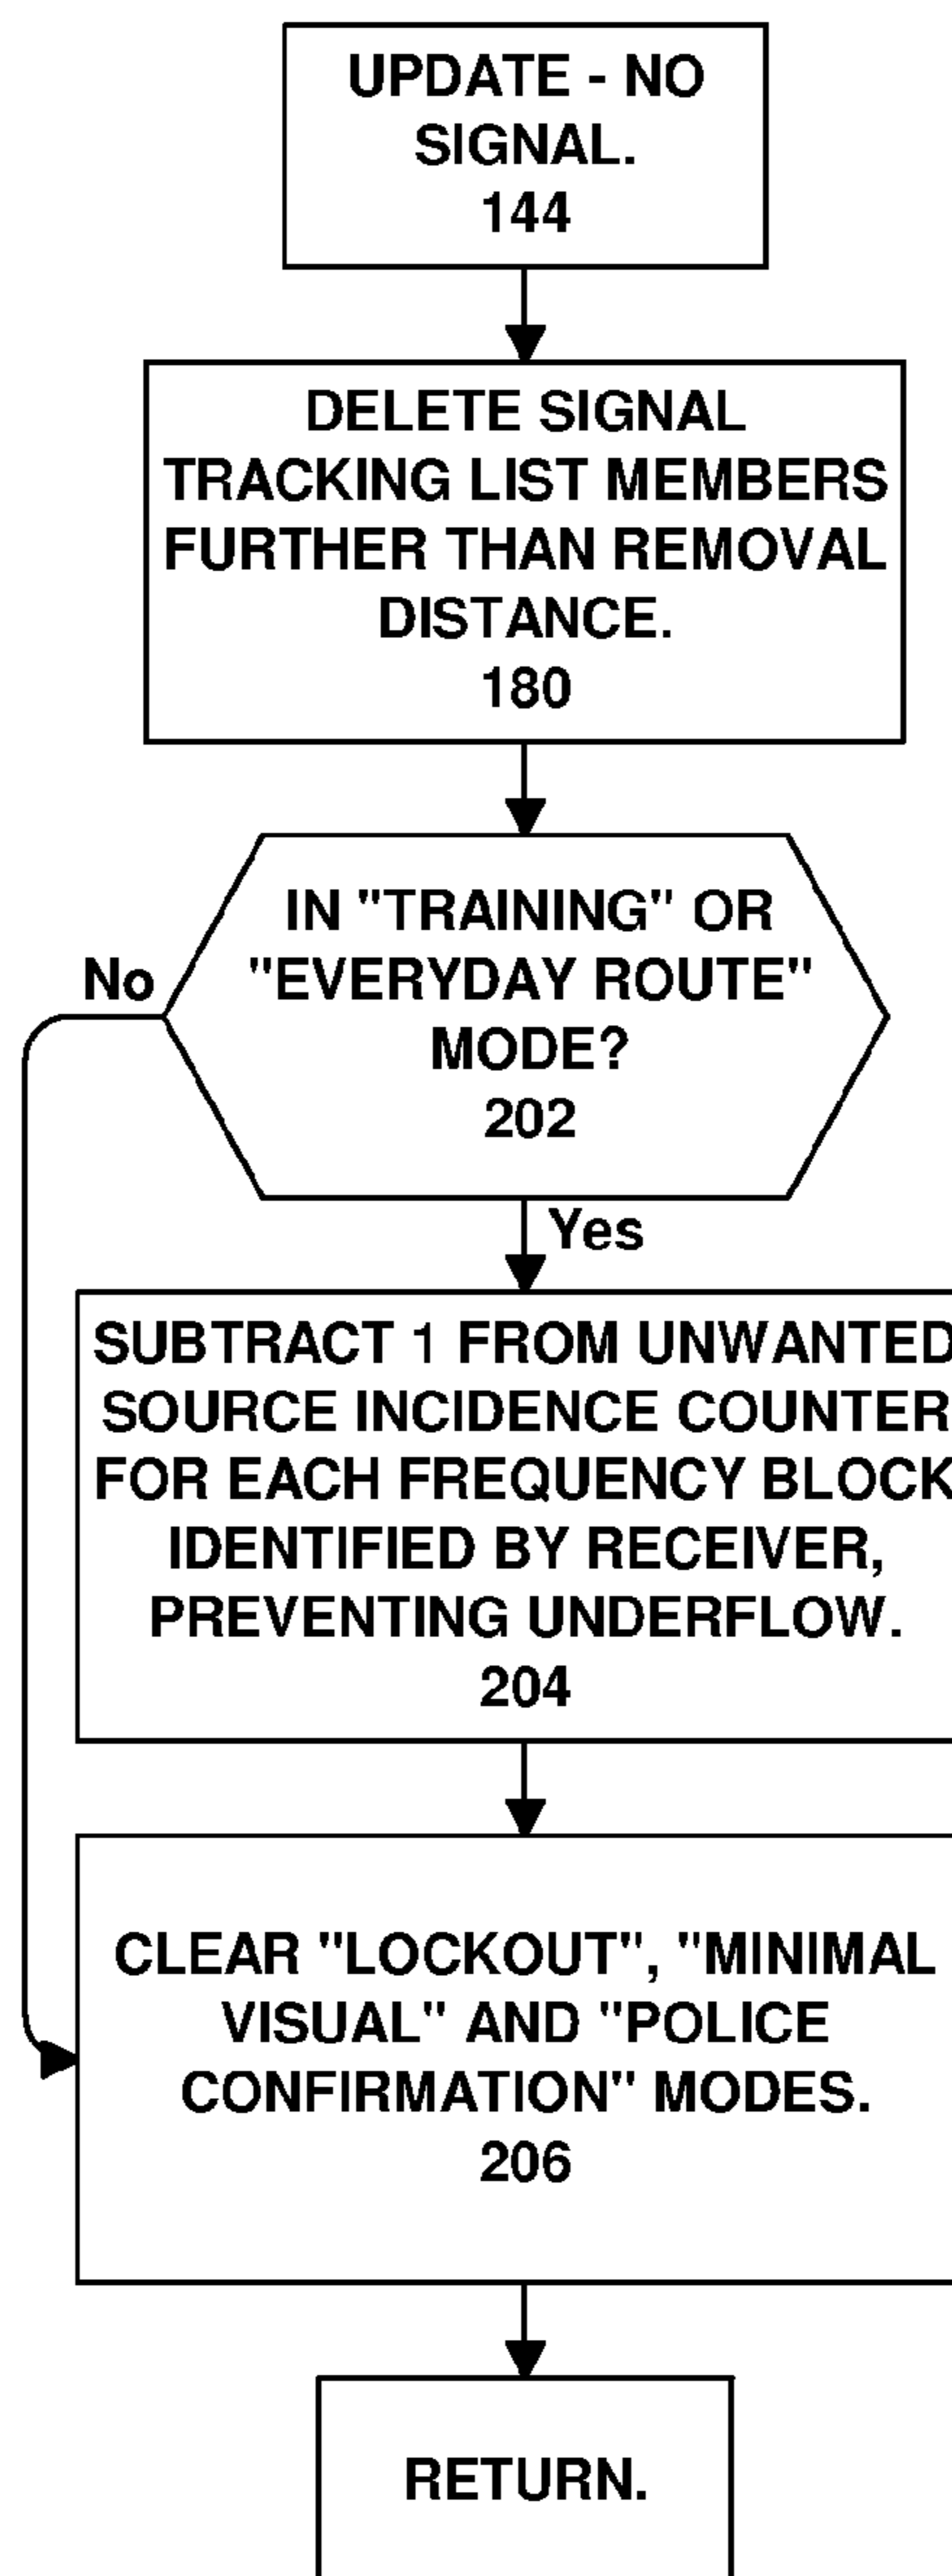 UPDATE - NO
SIGNAL.
144
DELETE SIGNAL
TRACKING LIST MEMBERS
FURTHER THAN REMOVAL
DISTANCE.
180
IN "TRAINING" OR
"EVERYDAY ROUTE"
MODE?
202
No
Yes
SUBTRACT 1 FROM UNWANTED
SOURCE INCIDENCE COUNTER
FOR EACH FREQUENCY BLOCK
IDENTIFIED BY RECEIVER,
PREVENTING UNDERFLOW.
204
CLEAR "LOCKOUT", "MINIMAL
VISUAL" AND "POLICE
CONFIRMATION" MODES.
206
RETURN.